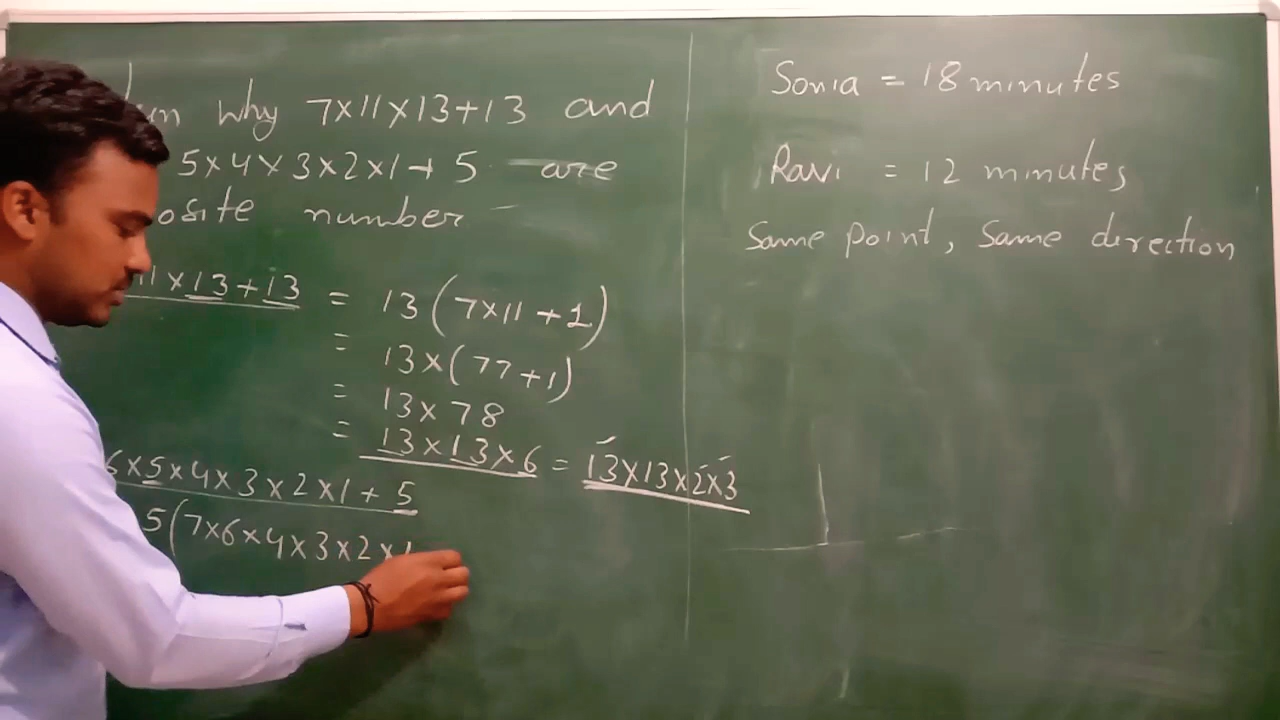 why 7×11×13+13 and
5×4×3×2×1+5 are
number
11×13+13 = 13(7×11+1)
= 13×(77+1)
= 13×78
= 13×13×6 = 13×13×2×3
6×5×4×3×2×1+5
5(7×6×4×3×2×1
Sonia = 18 minutes
Ravi = 12 minutes
Same point, Same direction